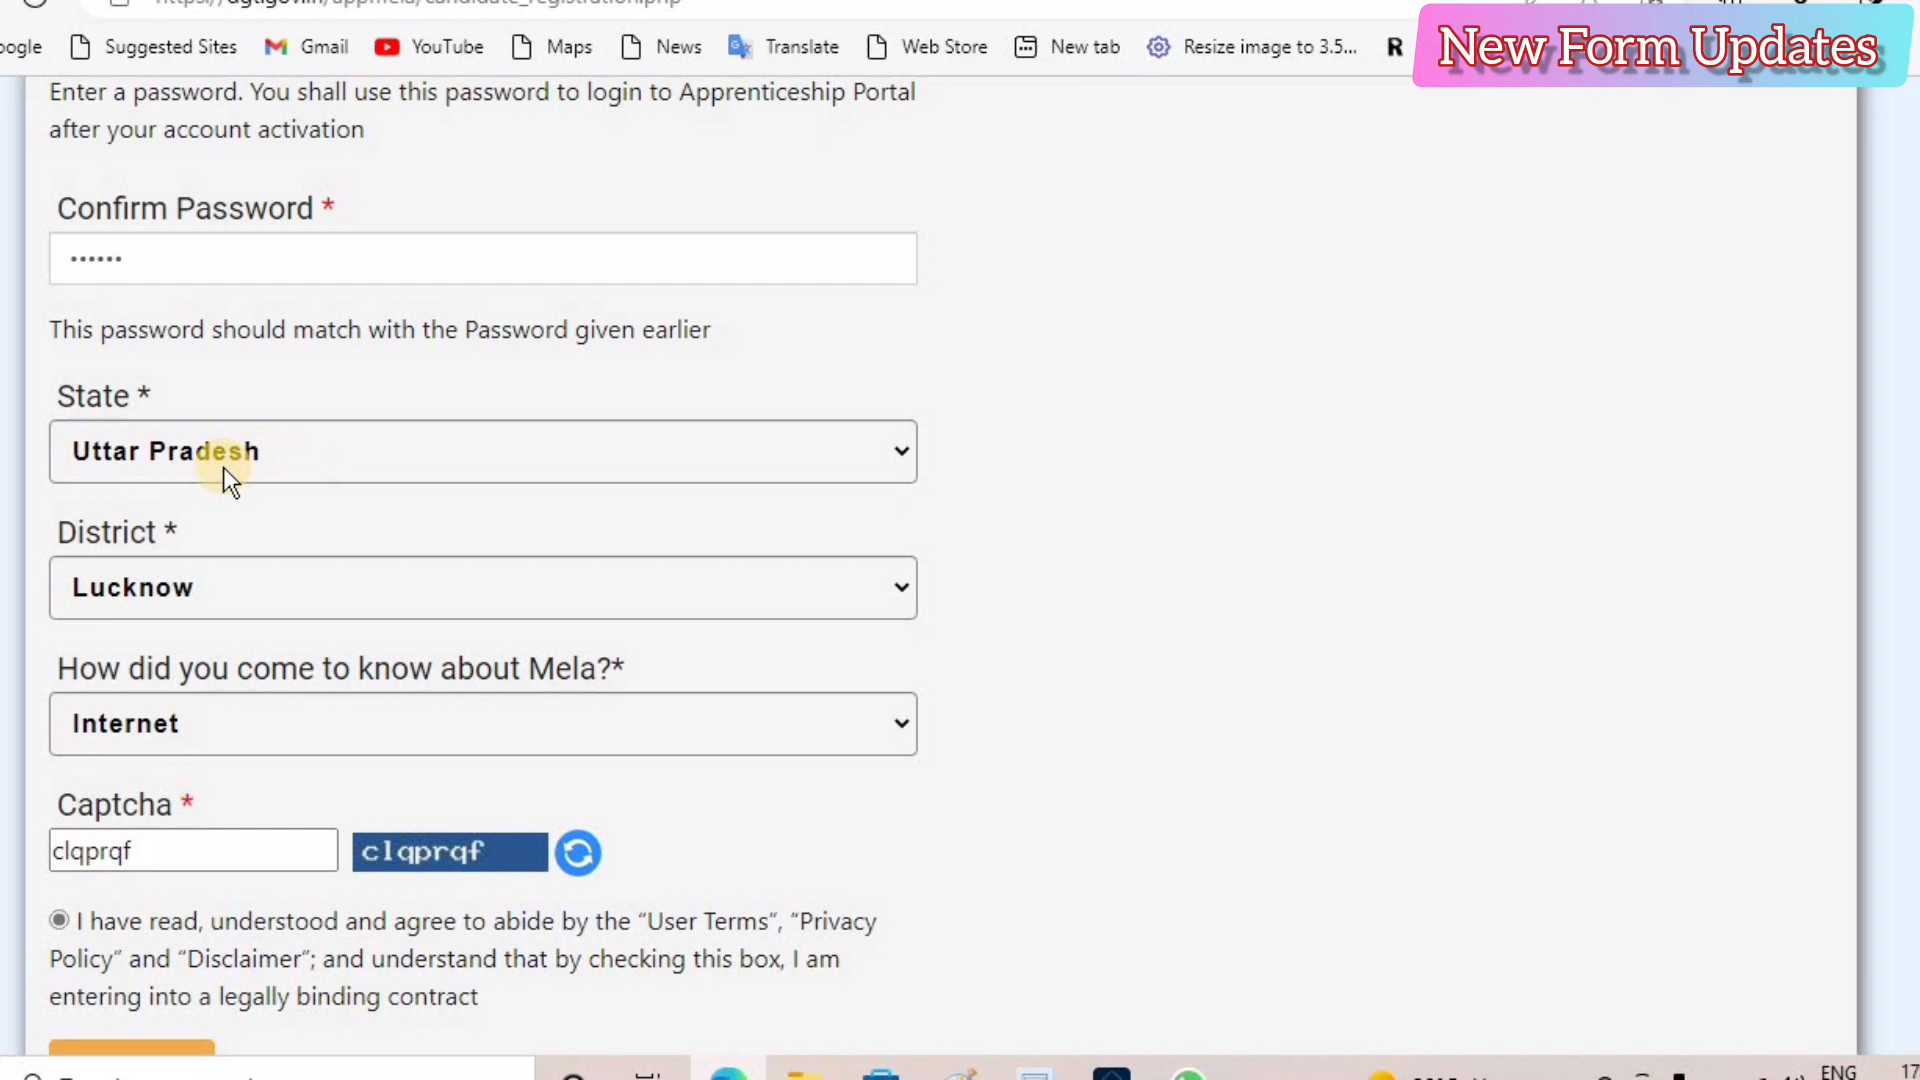 New Form Updates
oogle Suggested Sites Gmail YouTube Maps News Translate Web Store New tab Resize image to 3.5... R
Enter a password. You shall use this password to login to Apprenticeship Portal
after your account activation
Confirm Password *
••••••
This password should match with the Password given earlier
State *
Uttar Pradesh
District *
Lucknow
How did you come to know about Mela?*
Internet
Captcha *
clqprqf clqprqf
I have read, understood and agree to abide by the “User Terms”, “Privacy
Policy” and “Disclaimer”; and understand that by checking this box, I am
entering into a legally binding contract
ENG 17